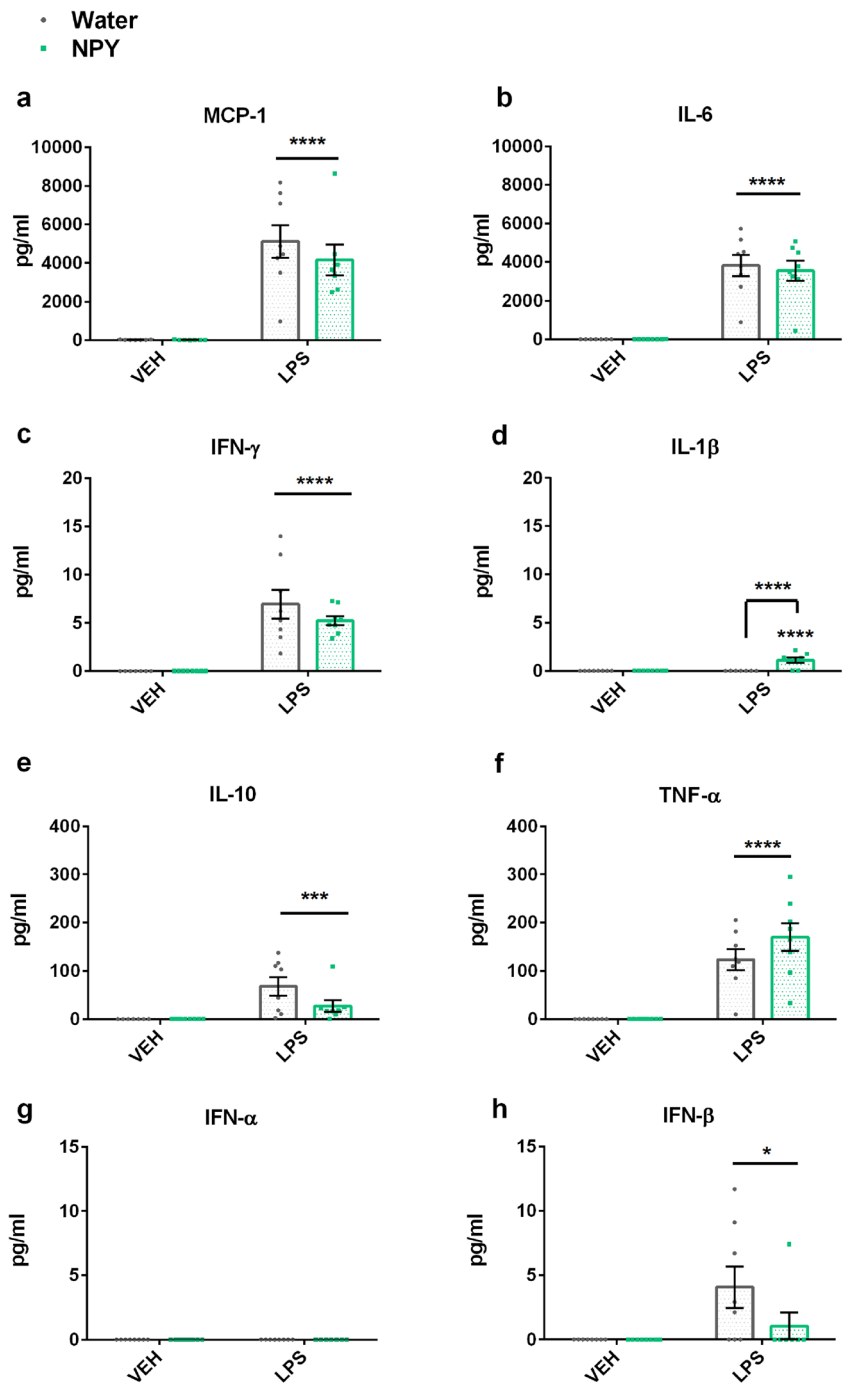 Water
NPY
a
MCP-1
****
10000
8000
6000
4000
2000
0
pg/ml
VEH
LPS
b
IL-6
****
10000
8000
6000
4000
2000
0
pg/ml
VEH
LPS
c
IFN-γ
****
20
15
10
5
0
pg/ml
VEH
LPS
d
IL-1β
****
****
20
15
10
5
0
pg/ml
VEH
LPS
e
IL-10
***
400
300
200
100
0
pg/ml
VEH
LPS
f
TNF-α
****
400
300
200
100
0
pg/ml
VEH
LPS
g
IFN-α
15
10
5
0
pg/ml
VEH
LPS
h
IFN-β
*
15
10
5
0
pg/ml
VEH
LPS